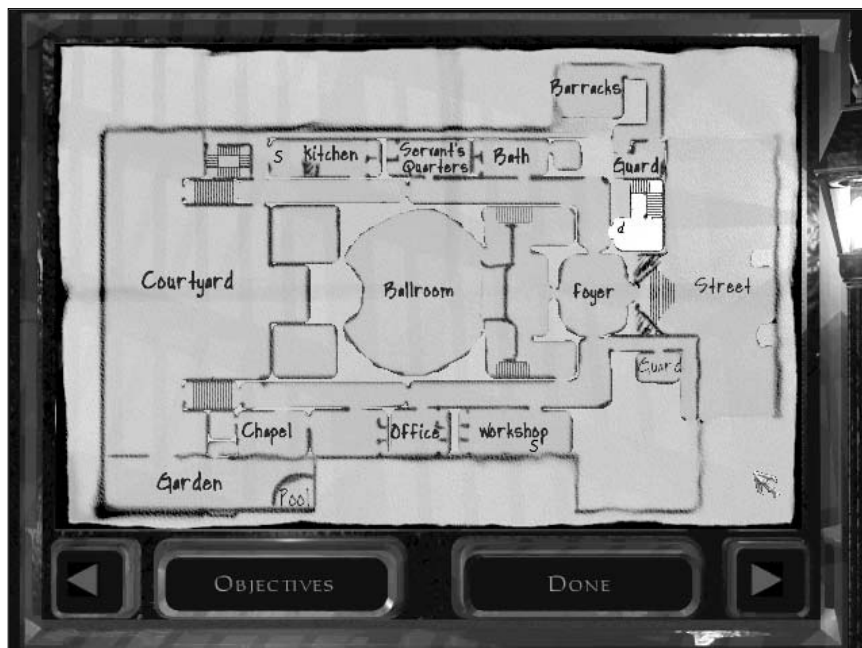 Barracks
S
Kitchen
Servant's
Quarters
Bath
Guard
d
Courtyard
Ballroom
Foyer
Street
Guard
Chapel
Office
Workshop
S
Garden
Pool
OBJECTIVES
DONE